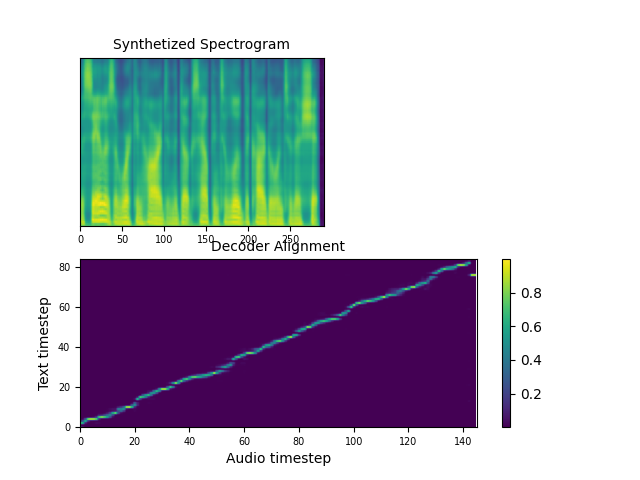 Synthetized Spectrogram
0 50 100 150 200 250
Decoder Alignment
80
60
40
20
0
Text timestep
0 20 40 60 80 100 120 140
Audio timestep
0.8
0.6
0.4
0.2